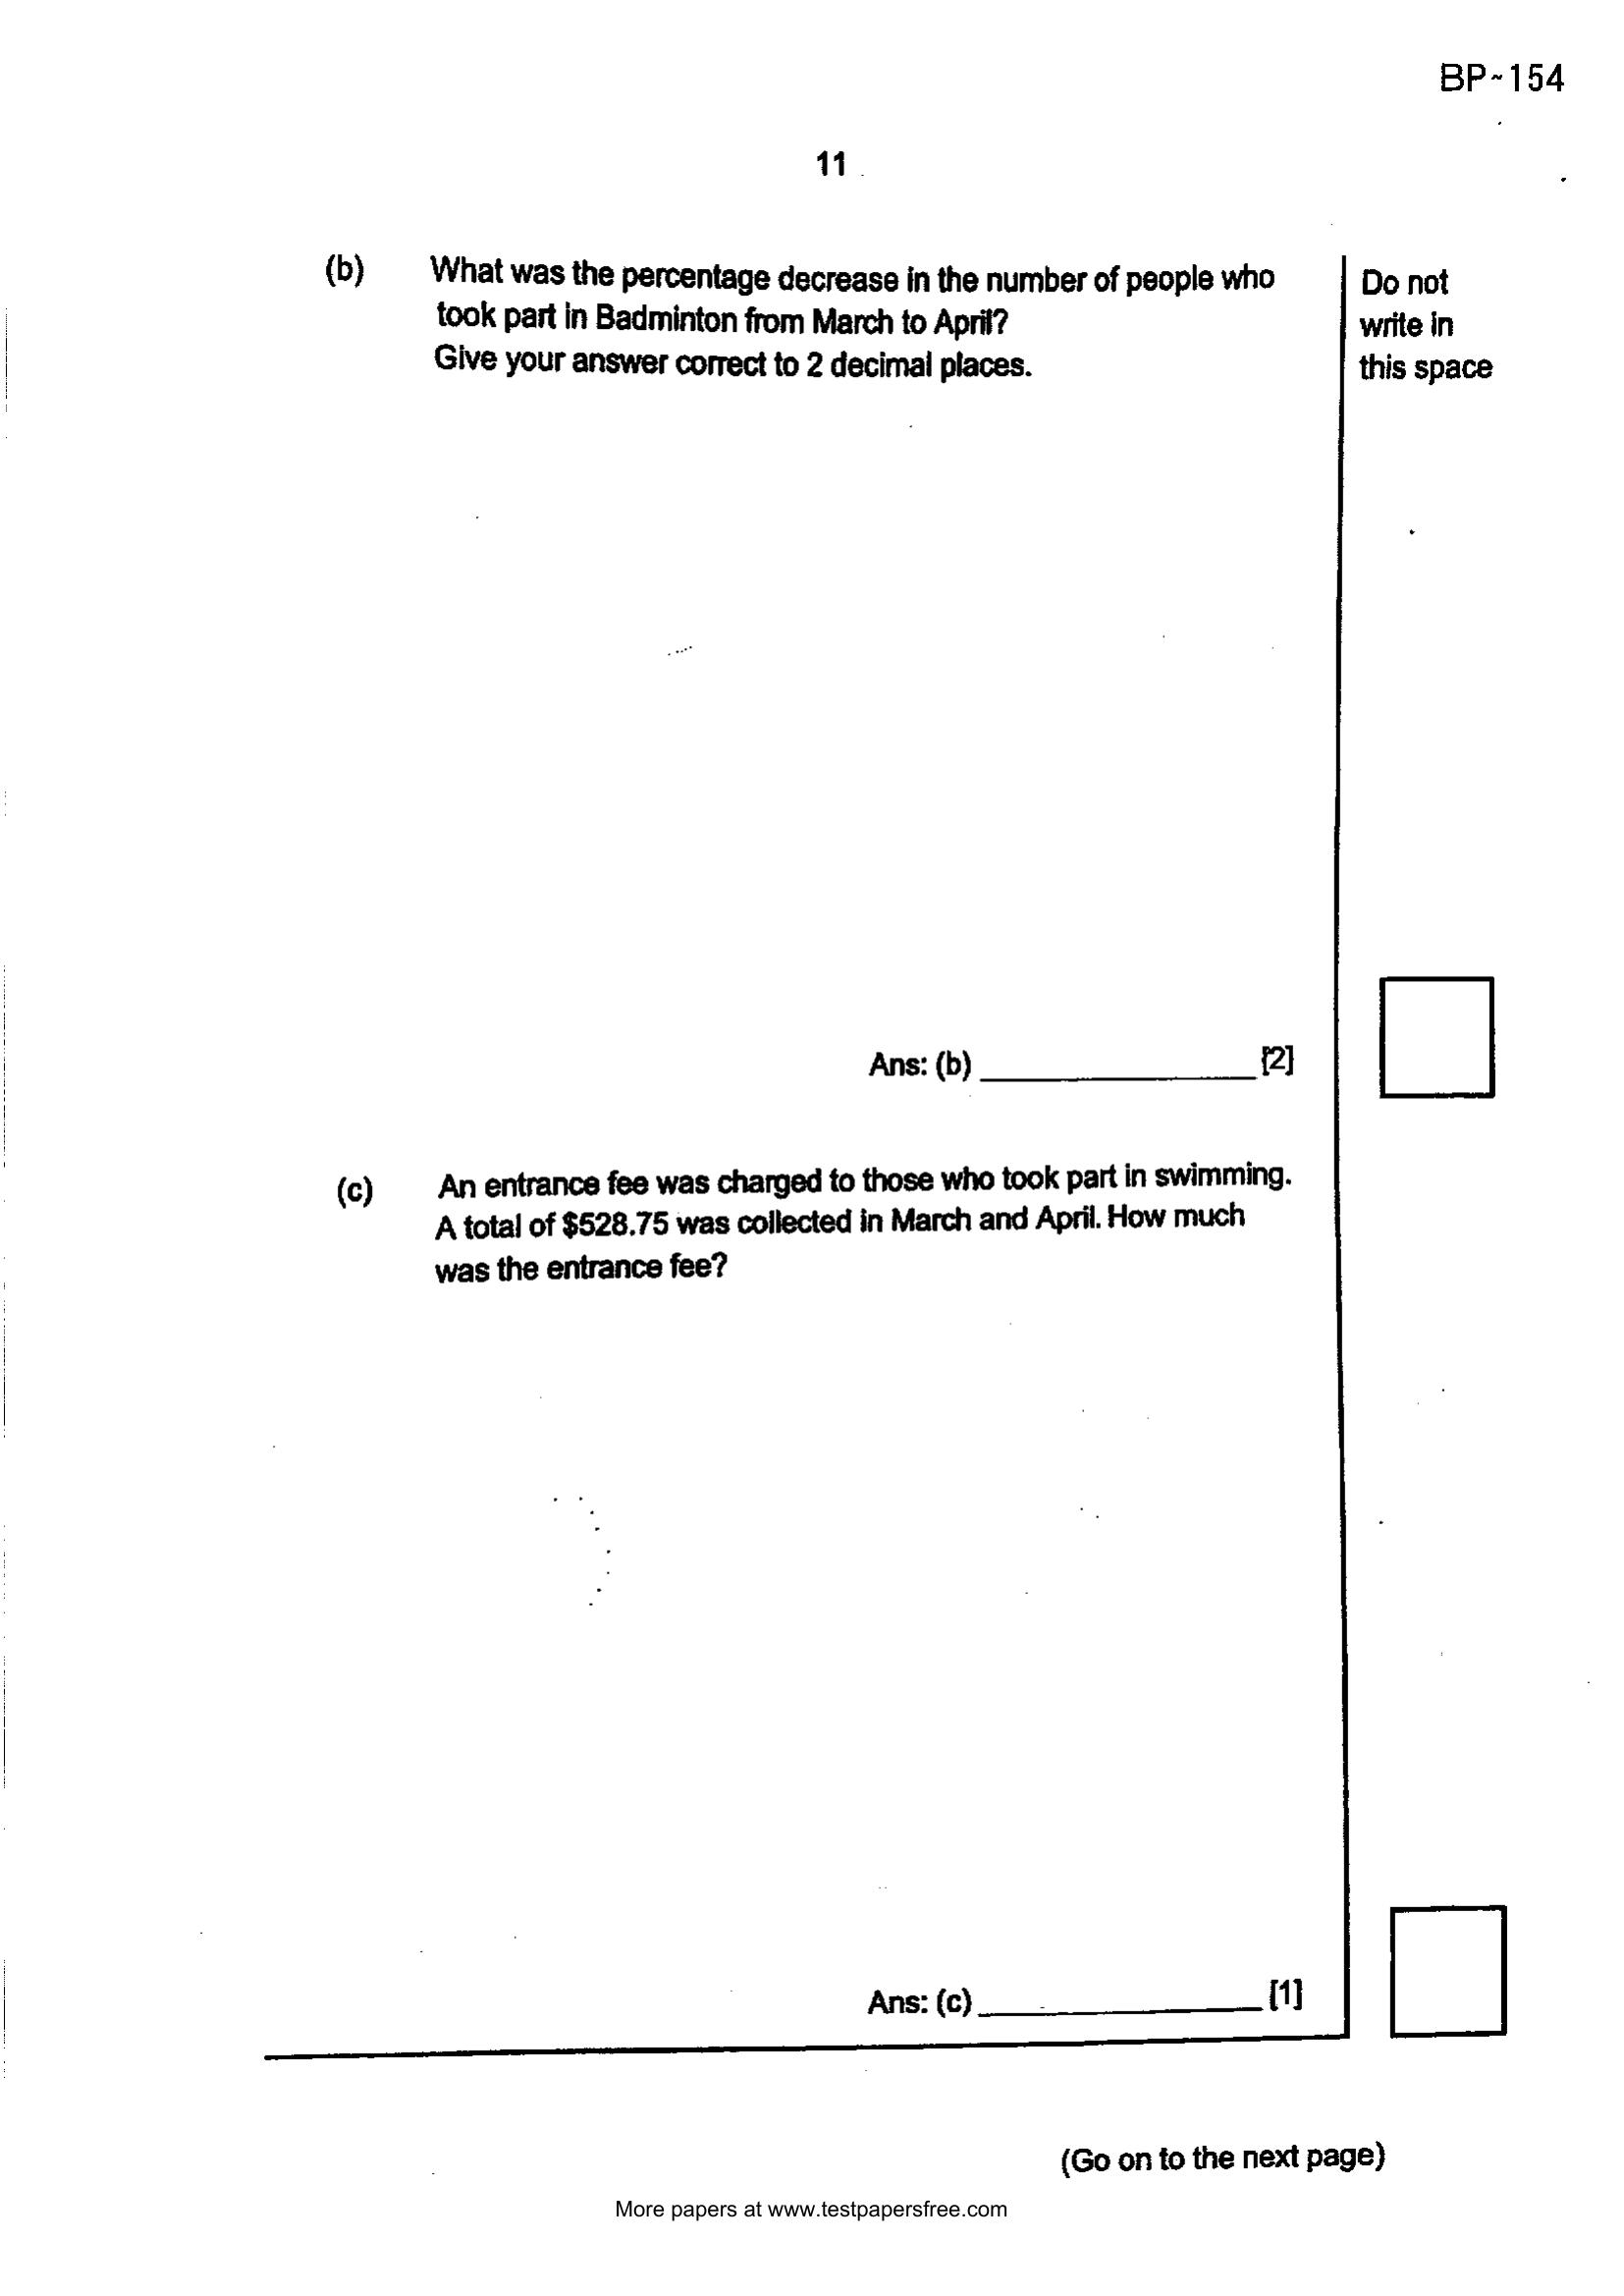 BP~154
11
(b) What was the percentage decrease in the number of people who
took part in Badminton from March to April?
Give your answer correct to 2 decimal places.
Do not
write in
this space
Ans: (b) ______________ [2]
(c) An entrance fee was charged to those who took part in swimming.
A total of $528.75 was collected in March and April. How much
was the entrance fee?
Ans: (c) ______________ [1]
(Go on to the next page)
More papers at www.testpapersfree.com